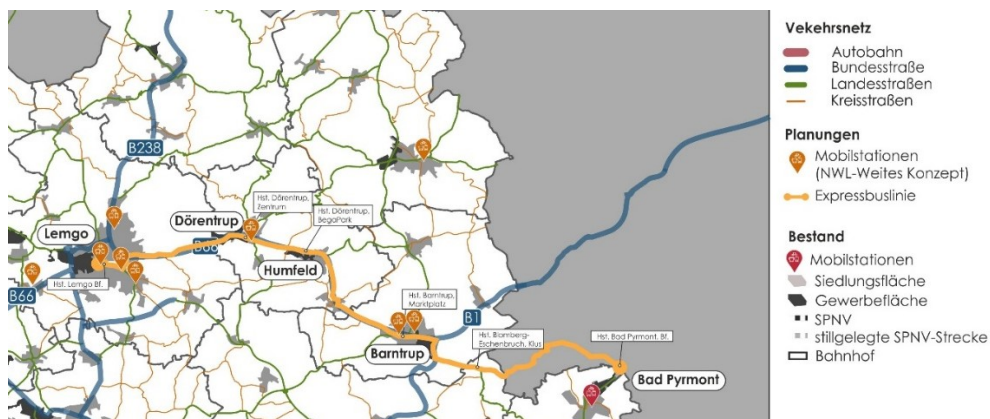 B238
Hst. Dörentrup,
Zentrum
Dörentrup
Hst. Dörentrup,
BegaPark
Lemgo
B66
Humfeld
Hst. Lemgo Bf.
B66
Hst. Barntrup,
Marktplatz
B1
Hst. Blomberg-
Eschenbruch, Klus
Hst. Bad Pyrmont, Bf.
Barntrup
Bad Pyrmont
Vekehrsnetz
Autobahn
Bundesstraße
Landesstraßen
Kreisstraßen
Planungen
Mobilstationen
(NWL-Weites Konzept)
Expressbuslinie
Bestand
Mobilstationen
Siedlungsfläche
Gewerbefläche
SPNV
stillgelegte SPNV-Strecke
Bahnhof